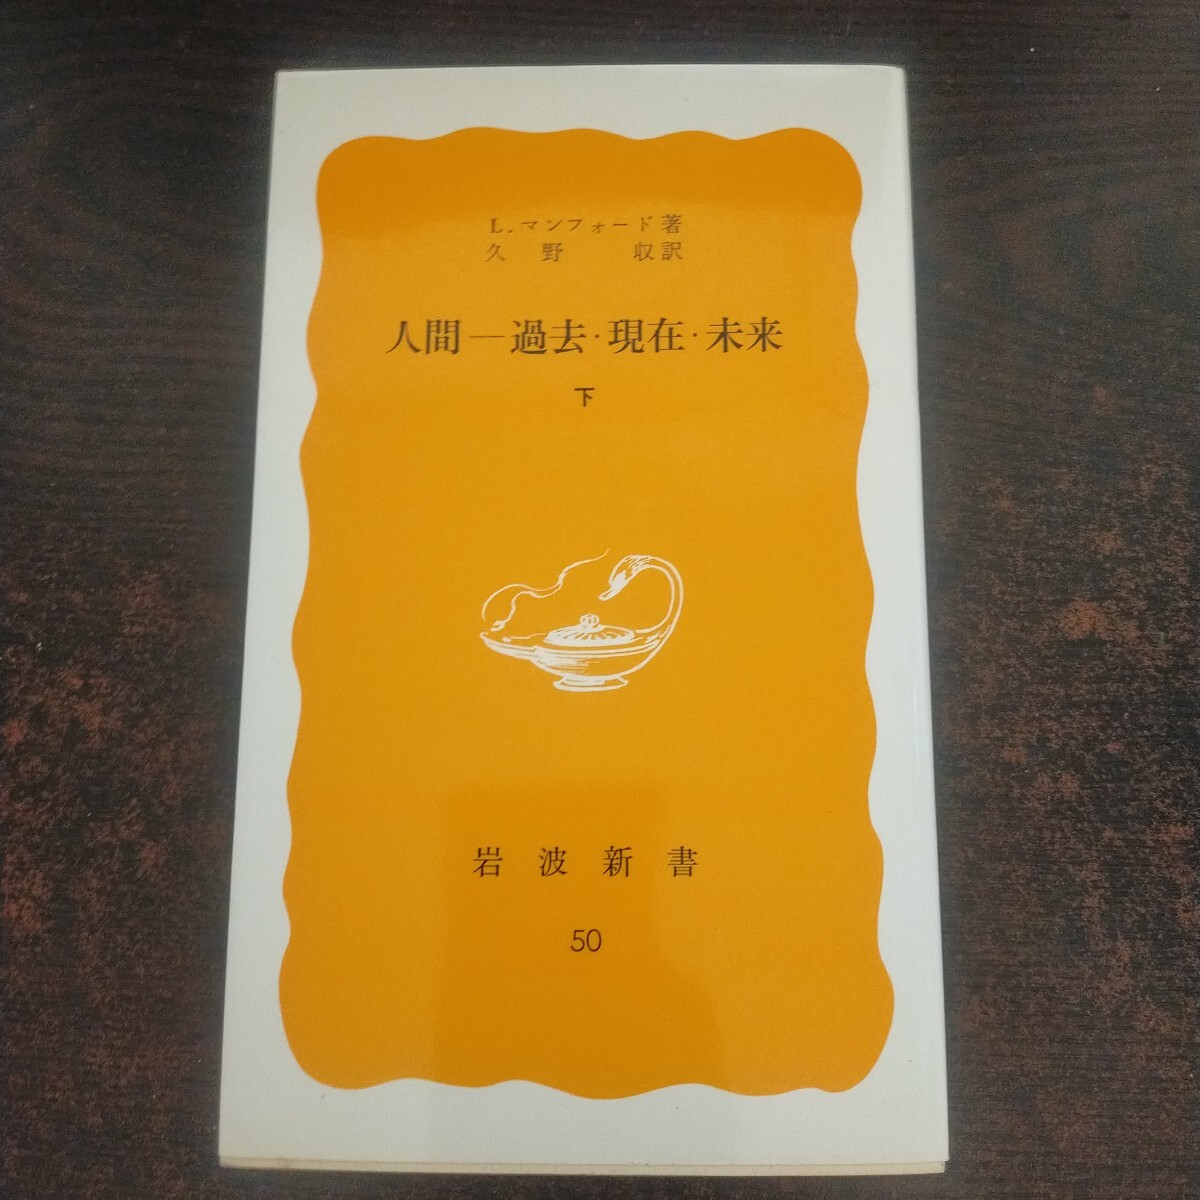 L.マンフォード著
久野 収訳
人間―過去・現在・未来
下
岩波新書
50